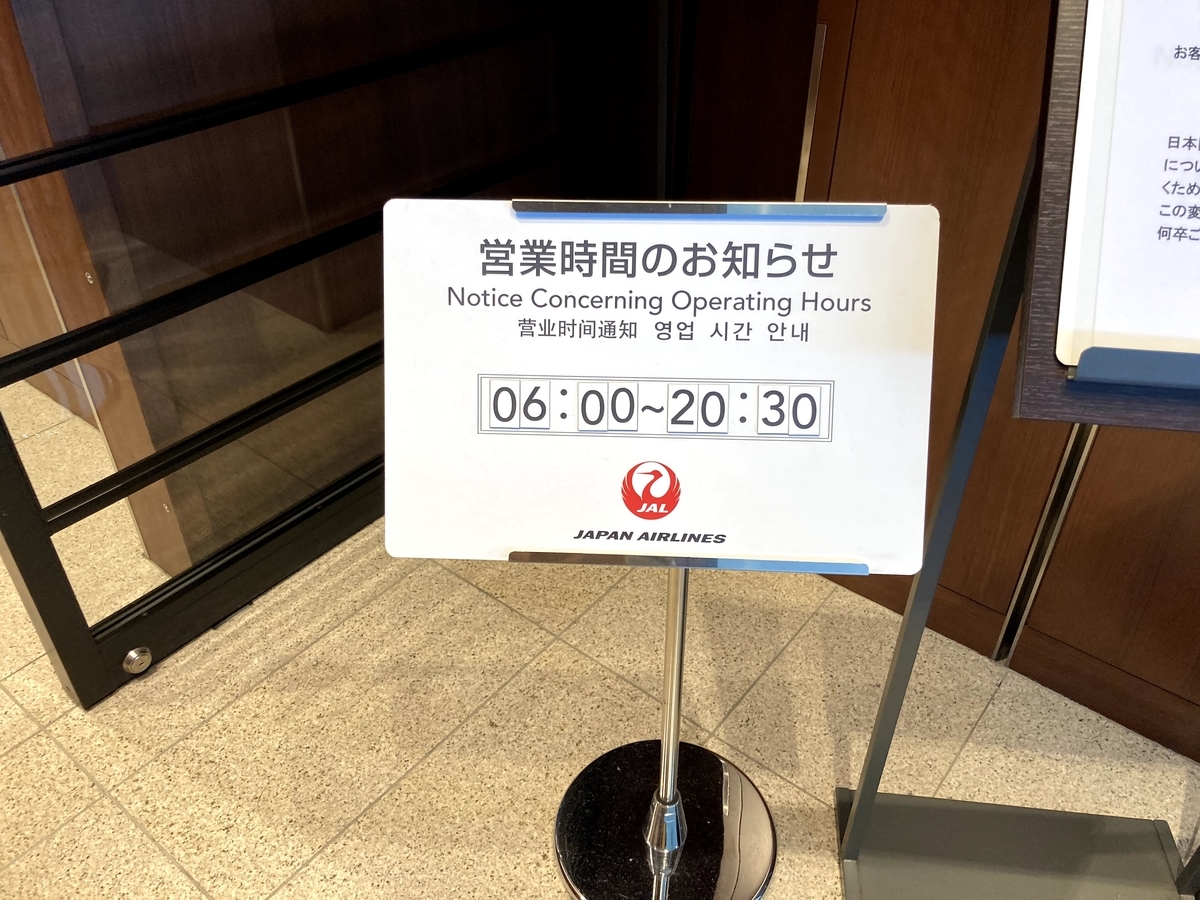 営業時間のお知らせ
Notice Concerning Operating Hours
营业时间通知 영업 시간 안내
06:00~20:30
JAL
JAPAN AIRLINES
お客
日本
につい
くため
この変
何卒ご